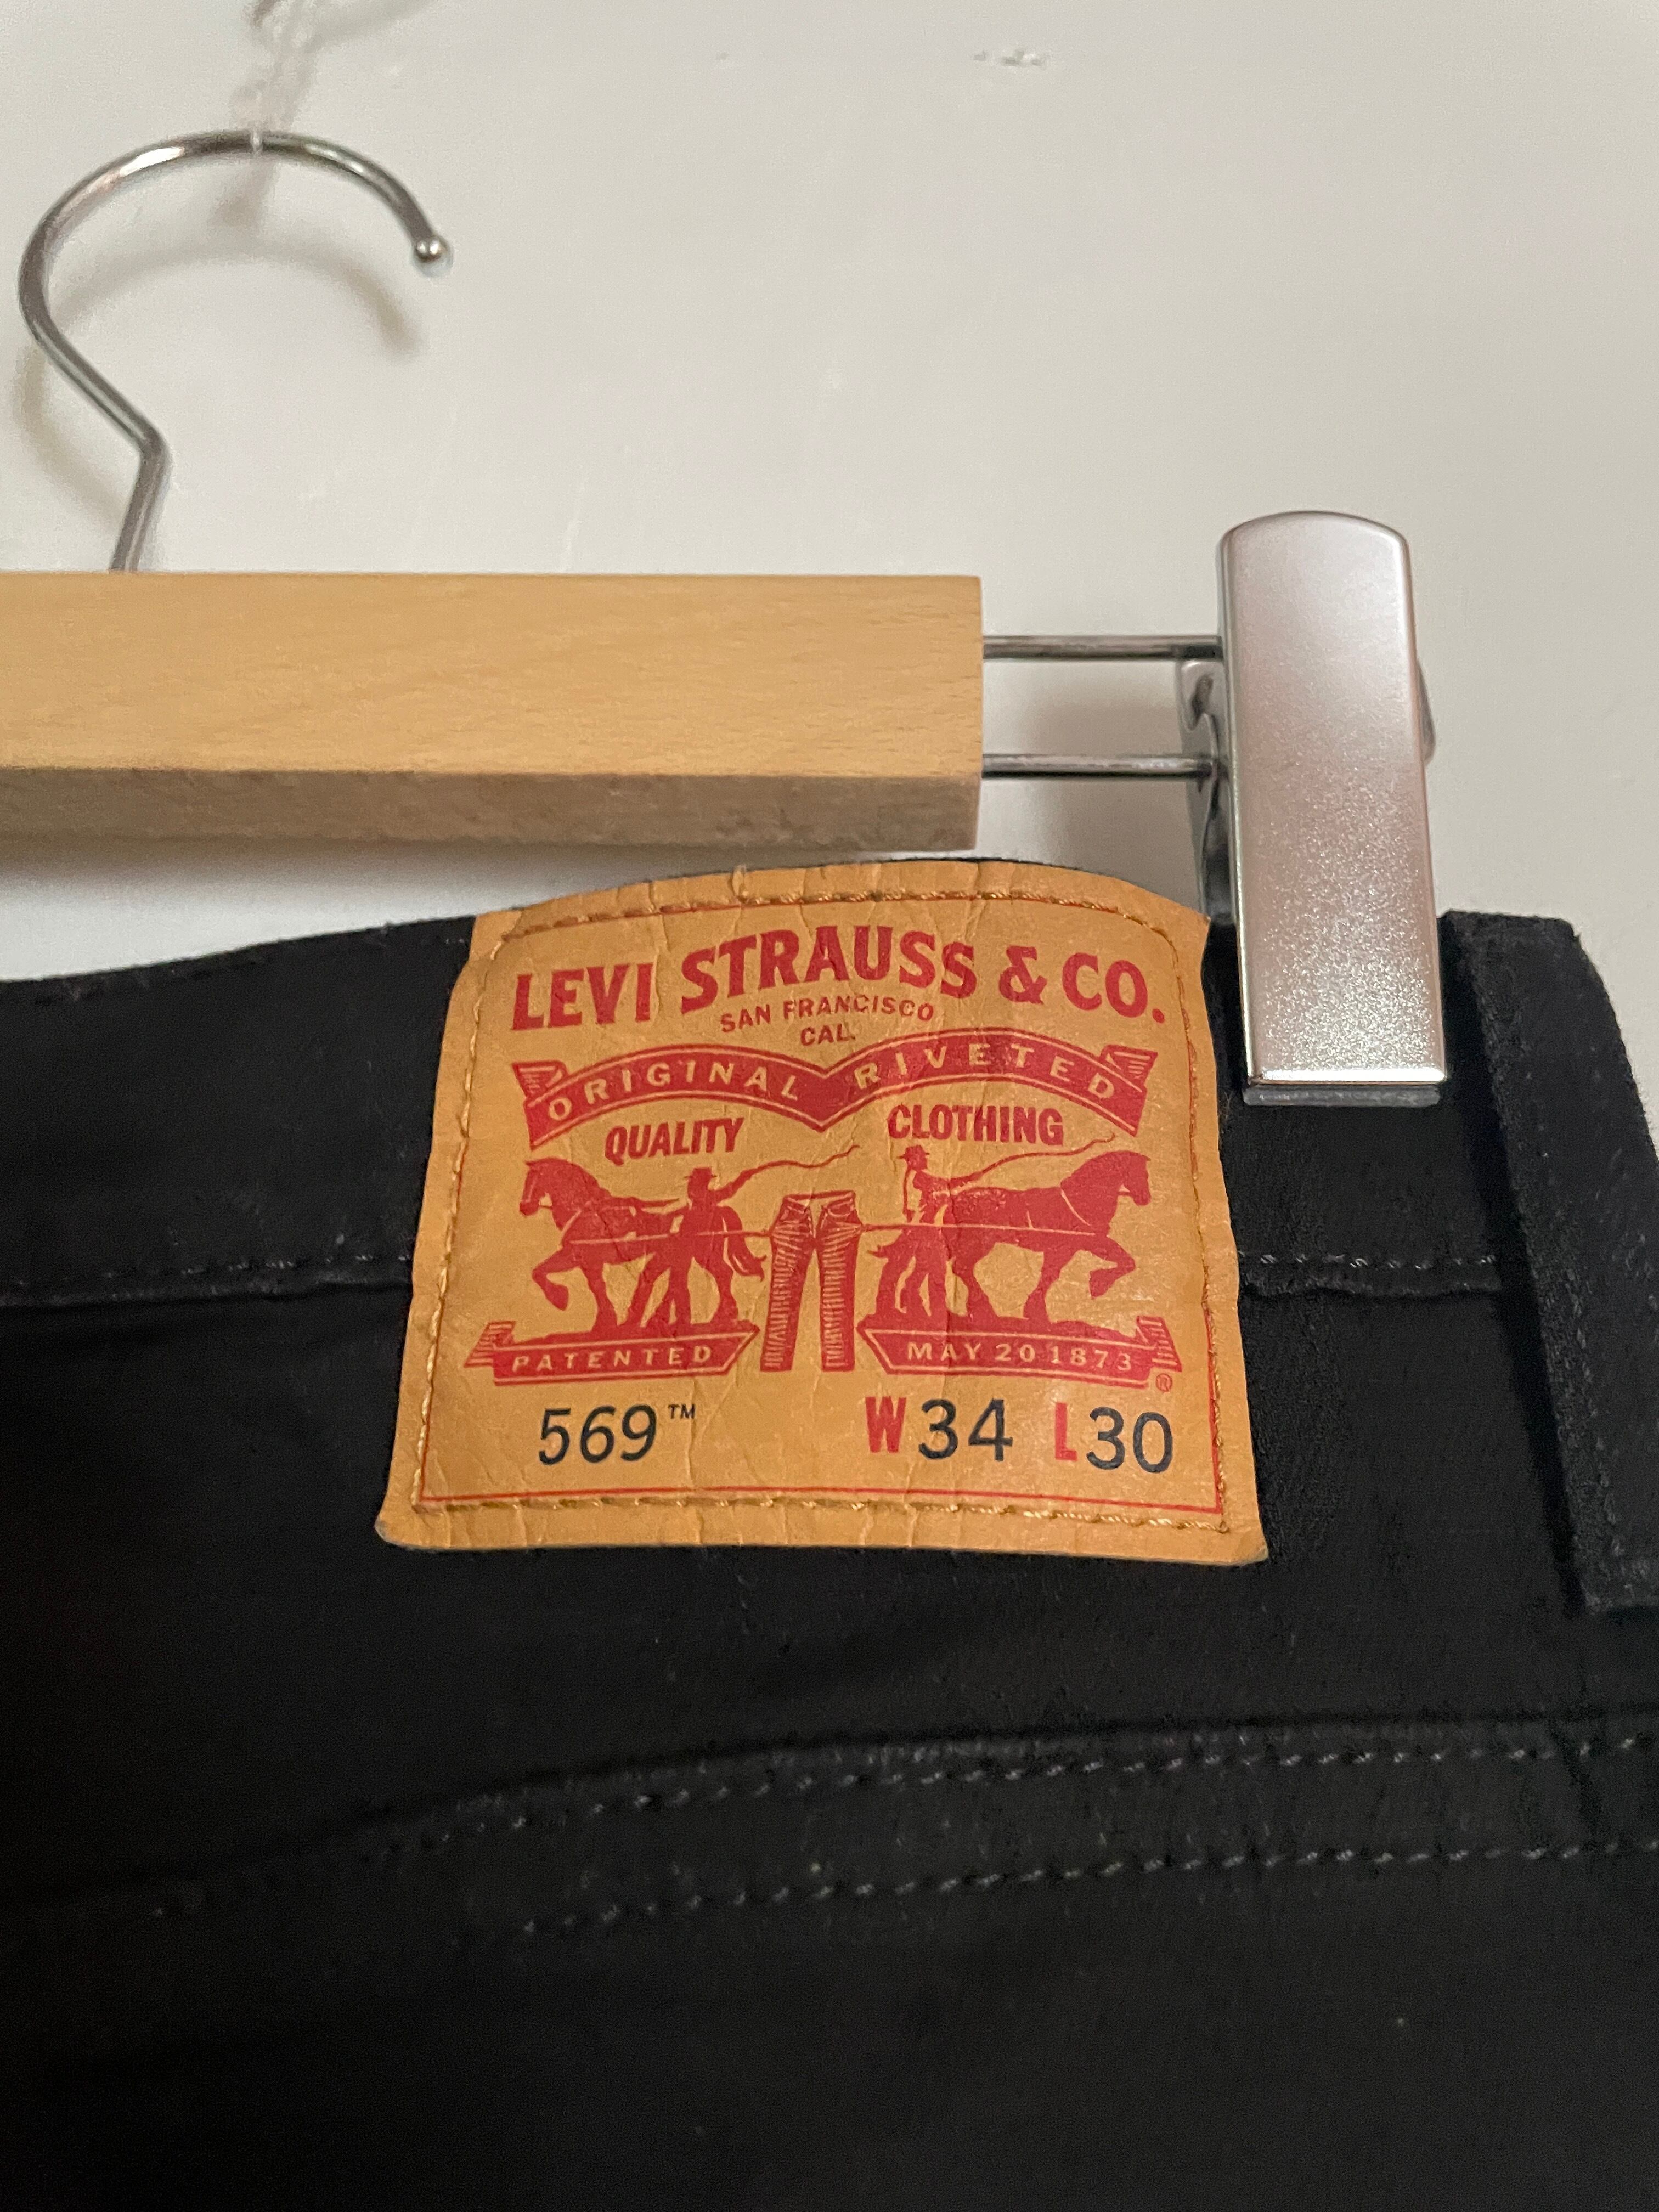 LEVI STRAUSS & CO.
SAN FRANCISCO
CAL.
ORIGINAL RIVETED
QUALITY CLOTHING
PATENTED MAY 20 1873 ®
569™ W34 L30